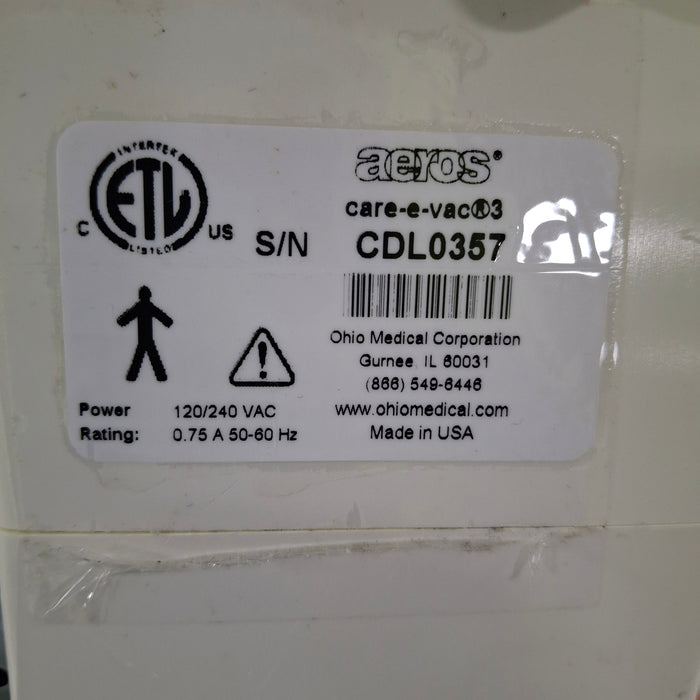 INTERTEK
ETL
C US
LISTED
aeros®
care-e-vac®3
S/N CDL0357
Ohio Medical Corporation
Gurnee, IL 60031
(866) 549-6446
www.ohiomedical.com
Made in USA
Power 120/240 VAC
Rating: 0.75 A 50-60 Hz